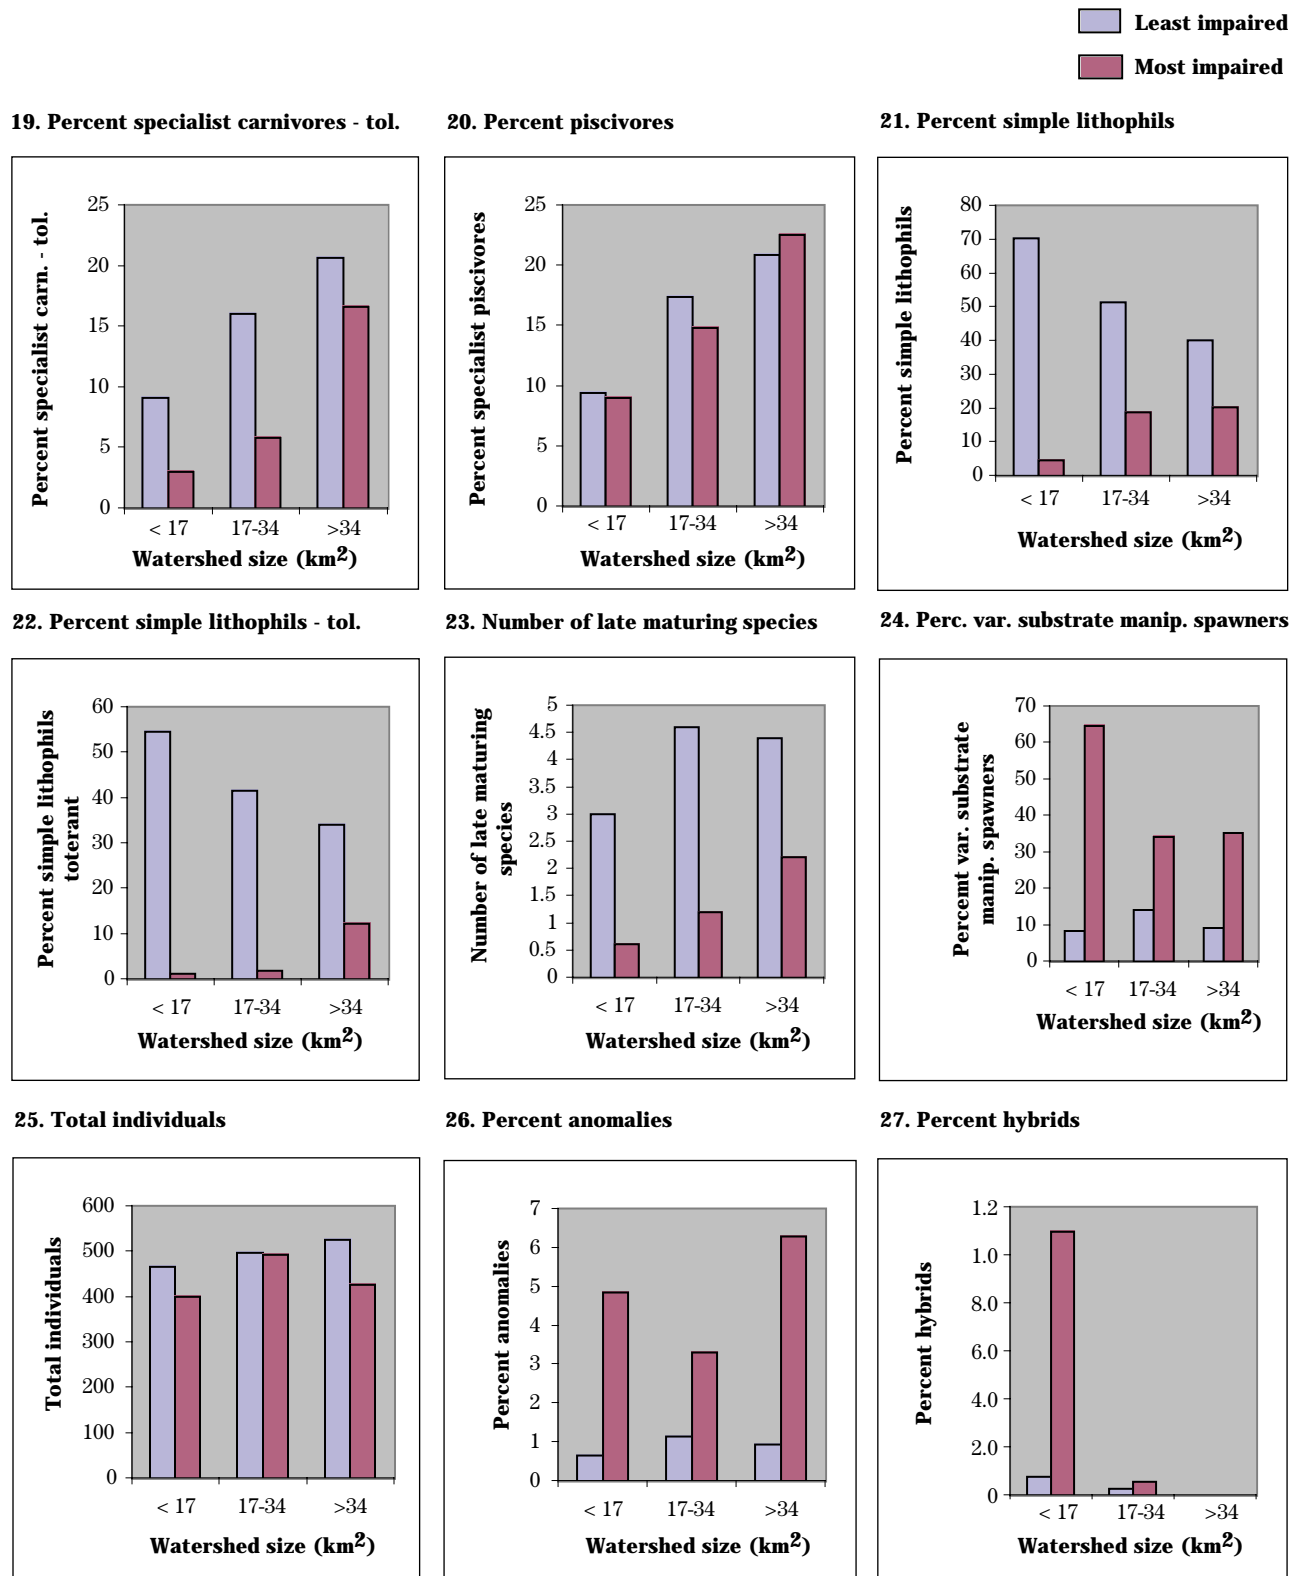 Least impaired
Most impaired
19. Percent specialist carnivores - tol.
Percent specialist carn. - tol.
25
20
15
10
5
0
< 17 17-34 >34
Watershed size (km²)
20. Percent piscivores
Percent specialist piscivores
25
20
15
10
5
0
< 17 17-34 >34
Watershed size (km²)
21. Percent simple lithophils
Percent simple lithophils
80
70
60
50
40
30
20
10
0
< 17 17-34 >34
Watershed size (km²)
22. Percent simple lithophils - tol.
Percent simple lithophils
toterant
60
50
40
30
20
10
0
< 17 17-34 >34
Watershed size (km²)
23. Number of late maturing species
Number of late maturing
species
5
4.5
4
3.5
3
2.5
2
1.5
1
0.5
0
< 17 17-34 >34
Watershed size (km²)
24. Perc. var. substrate manip. spawners
Percent var. substrate
manip. spawners
70
60
50
40
30
20
10
0
< 17 17-34 >34
Watershed size (km²)
25. Total individuals
Total individuals
600
500
400
300
200
100
0
< 17 17-34 >34
Watershed size (km²)
26. Percent anomalies
Percent anomalies
7
6
5
4
3
2
1
0
< 17 17-34 >34
Watershed size (km²)
27. Percent hybrids
Percent hybrids
1.2
1.0
8.0
6.0
4.0
2.0
0
< 17 17-34 >34
Watershed size (km²)